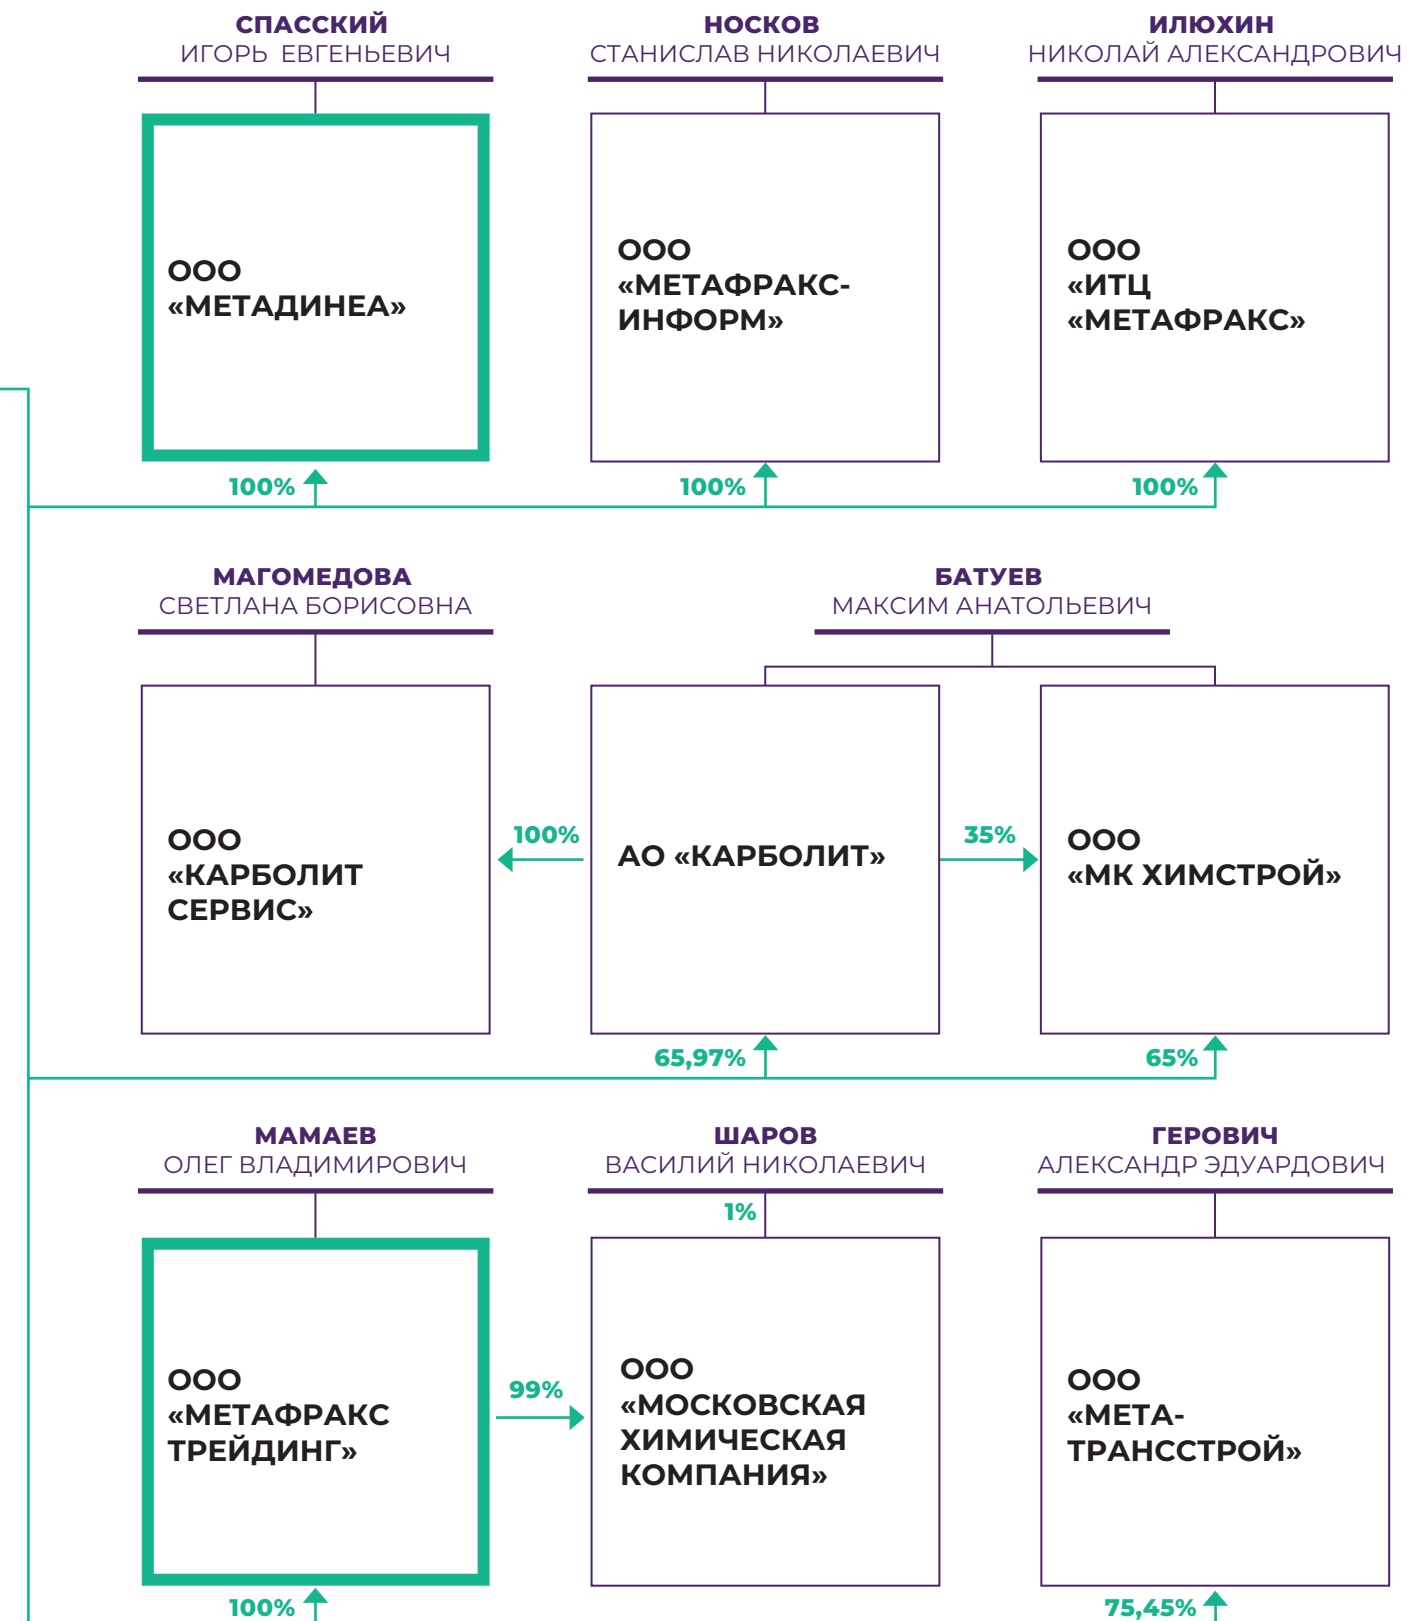 СПАССКИЙ
ИГОРЬ ЕВГЕНЬЕВИЧ
НОСКОВ
СТАНИСЛАВ НИКОЛАЕВИЧ
ИЛЮХИН
НИКОЛАЙ АЛЕКСАНДРОВИЧ
ООО
«МЕТАДИНЕА»
ООО
«МЕТАФРАКС-
ИНФОРМ»
ООО
«ИТЦ
«МЕТАФРАКС»
100%
100%
100%
МАГОМЕДОВА
СВЕТЛАНА БОРИСОВНА
БАТУЕВ
МАКСИМ АНАТОЛЬЕВИЧ
ООО
«КАРБОЛИТ
СЕРВИС»
100%
АО «КАРБОЛИТ»
35%
ООО
«МК ХИМСТРОЙ»
65,97%
65%
МАМАЕВ
ОЛЕГ ВЛАДИМИРОВИЧ
ШАРОВ
ВАСИЛИЙ НИКОЛАЕВИЧ
ГЕРОВИЧ
АЛЕКСАНДР ЭДУАРДОВИЧ
1%
ООО
«МЕТАФРАКС
ТРЕЙДИНГ»
99%
ООО
«МОСКОВСКАЯ
ХИМИЧЕСКАЯ
КОМПАНИЯ»
ООО
«МЕТА-
ТРАНССТРОЙ»
100%
75,45%